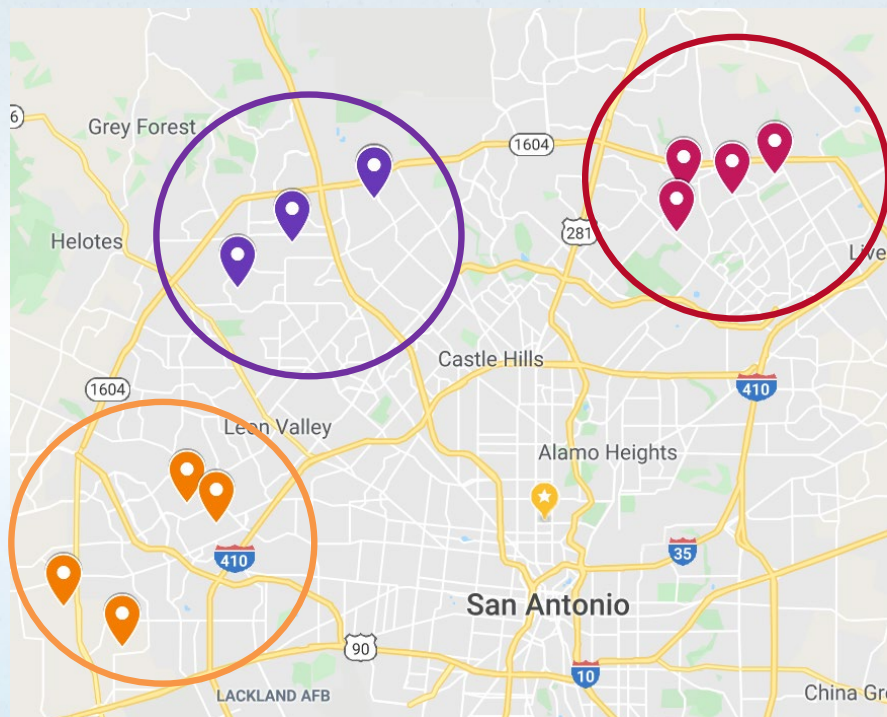 6
Grey Forest
1604
Helotes
281
Live
Castle Hills
410
1604
Leon Valley
Alamo Heights
410
35
San Antonio
90
10
LACKLAND AFB
China Gr